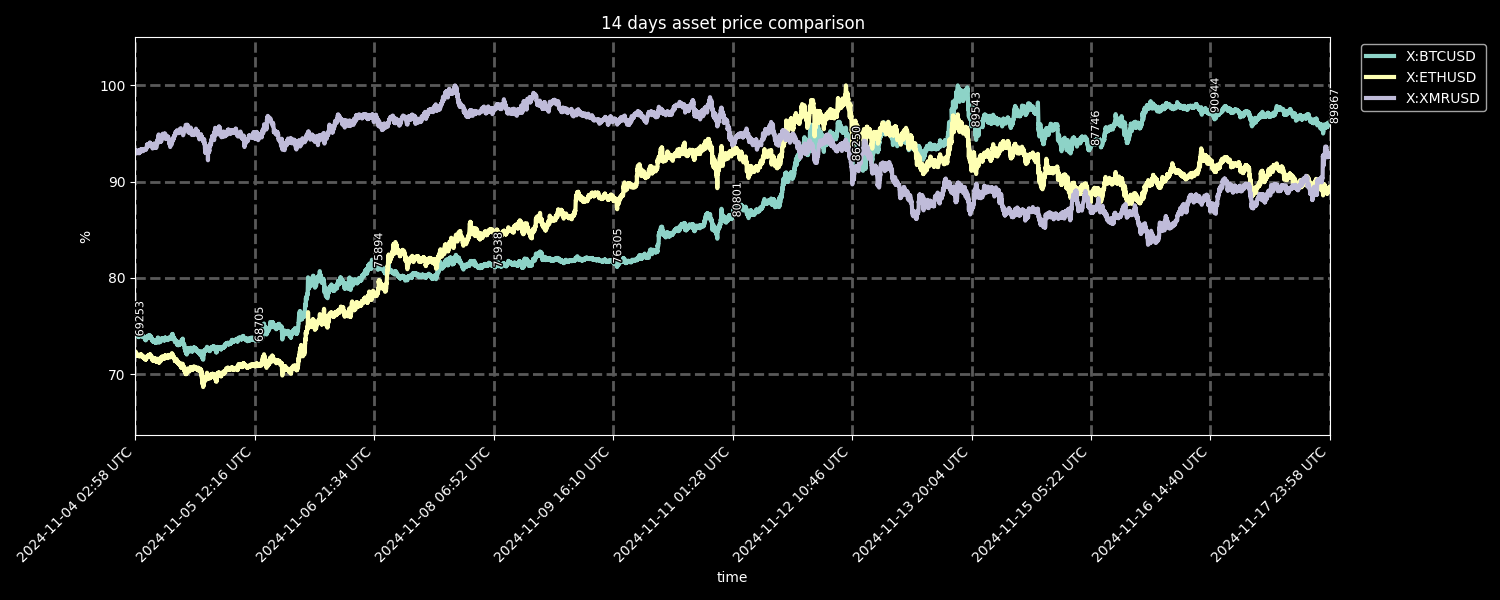 14 days asset price comparison
X:BTCUSD
X:ETHUSD
X:XMRUSD
100
90
80
70
%
69253
68705
75894
75938
76305
80801
86250
89543
87746
90944
89867
2024-11-04 02:58 UTC
2024-11-05 12:16 UTC
2024-11-06 21:34 UTC
2024-11-08 06:52 UTC
2024-11-09 16:10 UTC
2024-11-11 01:28 UTC
2024-11-12 10:46 UTC
2024-11-13 20:04 UTC
2024-11-15 05:22 UTC
2024-11-16 14:40 UTC
2024-11-17 23:58 UTC
time